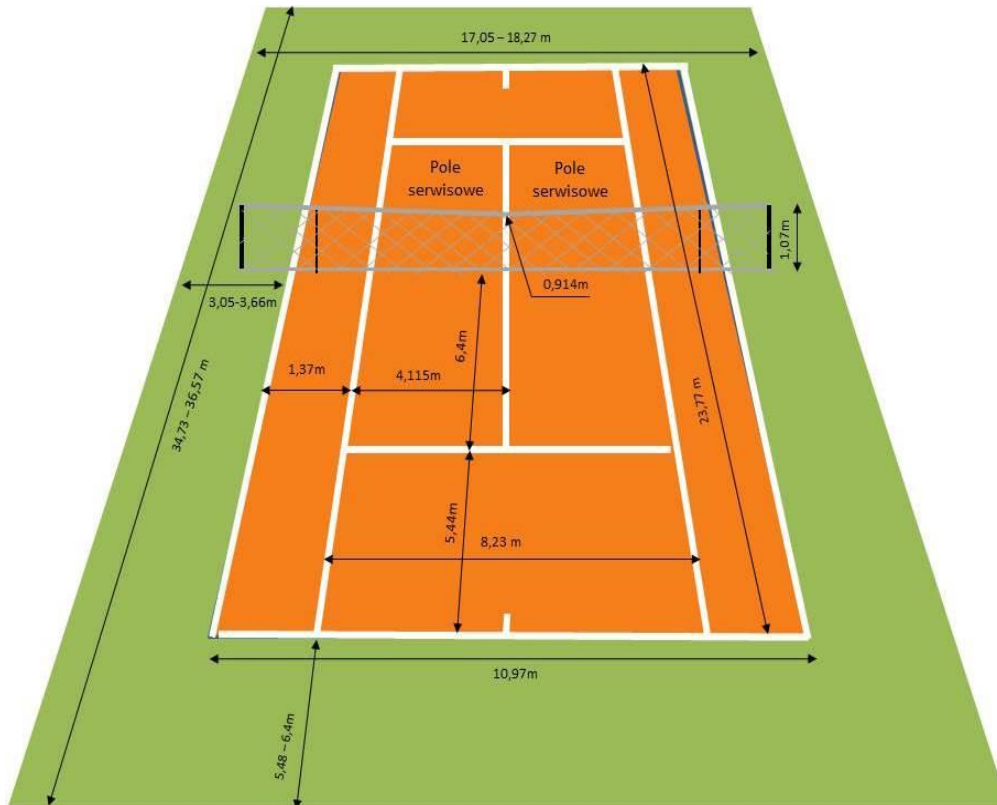 17,05 – 18,27 m
Pole
serwisowe
Pole
serwisowe
1,07m
0,914m
3,05-3,66m
6,4m
1,37m
4,115m
23,77 m
34,73 – 36,57 m
5,44m
8,23 m
10,97m
5,48 – 6,4m